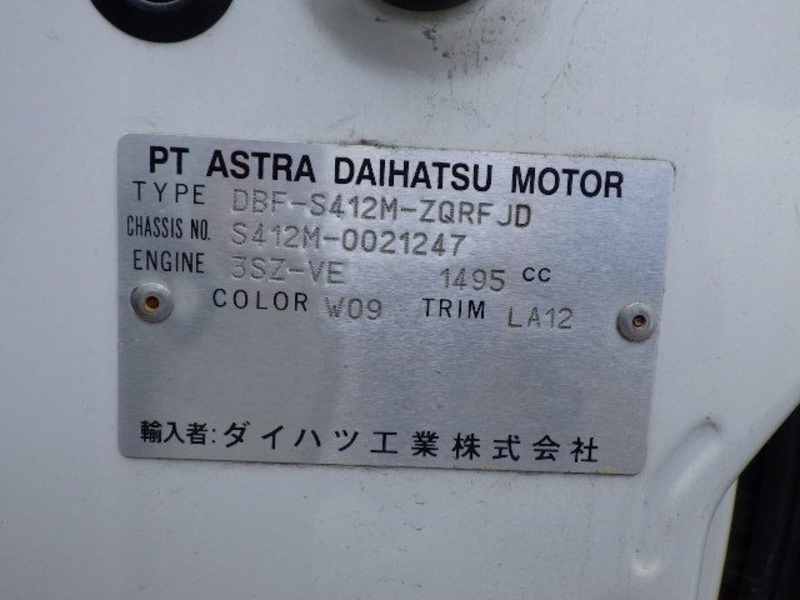 PT ASTRA DAIHATSU MOTOR
TYPE DBF-S412M-ZQRFJD
CHASSIS NO. S412M-0021247
ENGINE 3SZ-VE 1495 CC
COLOR W09 TRIM LA12
輸入者:ダイハツ工業株式会社